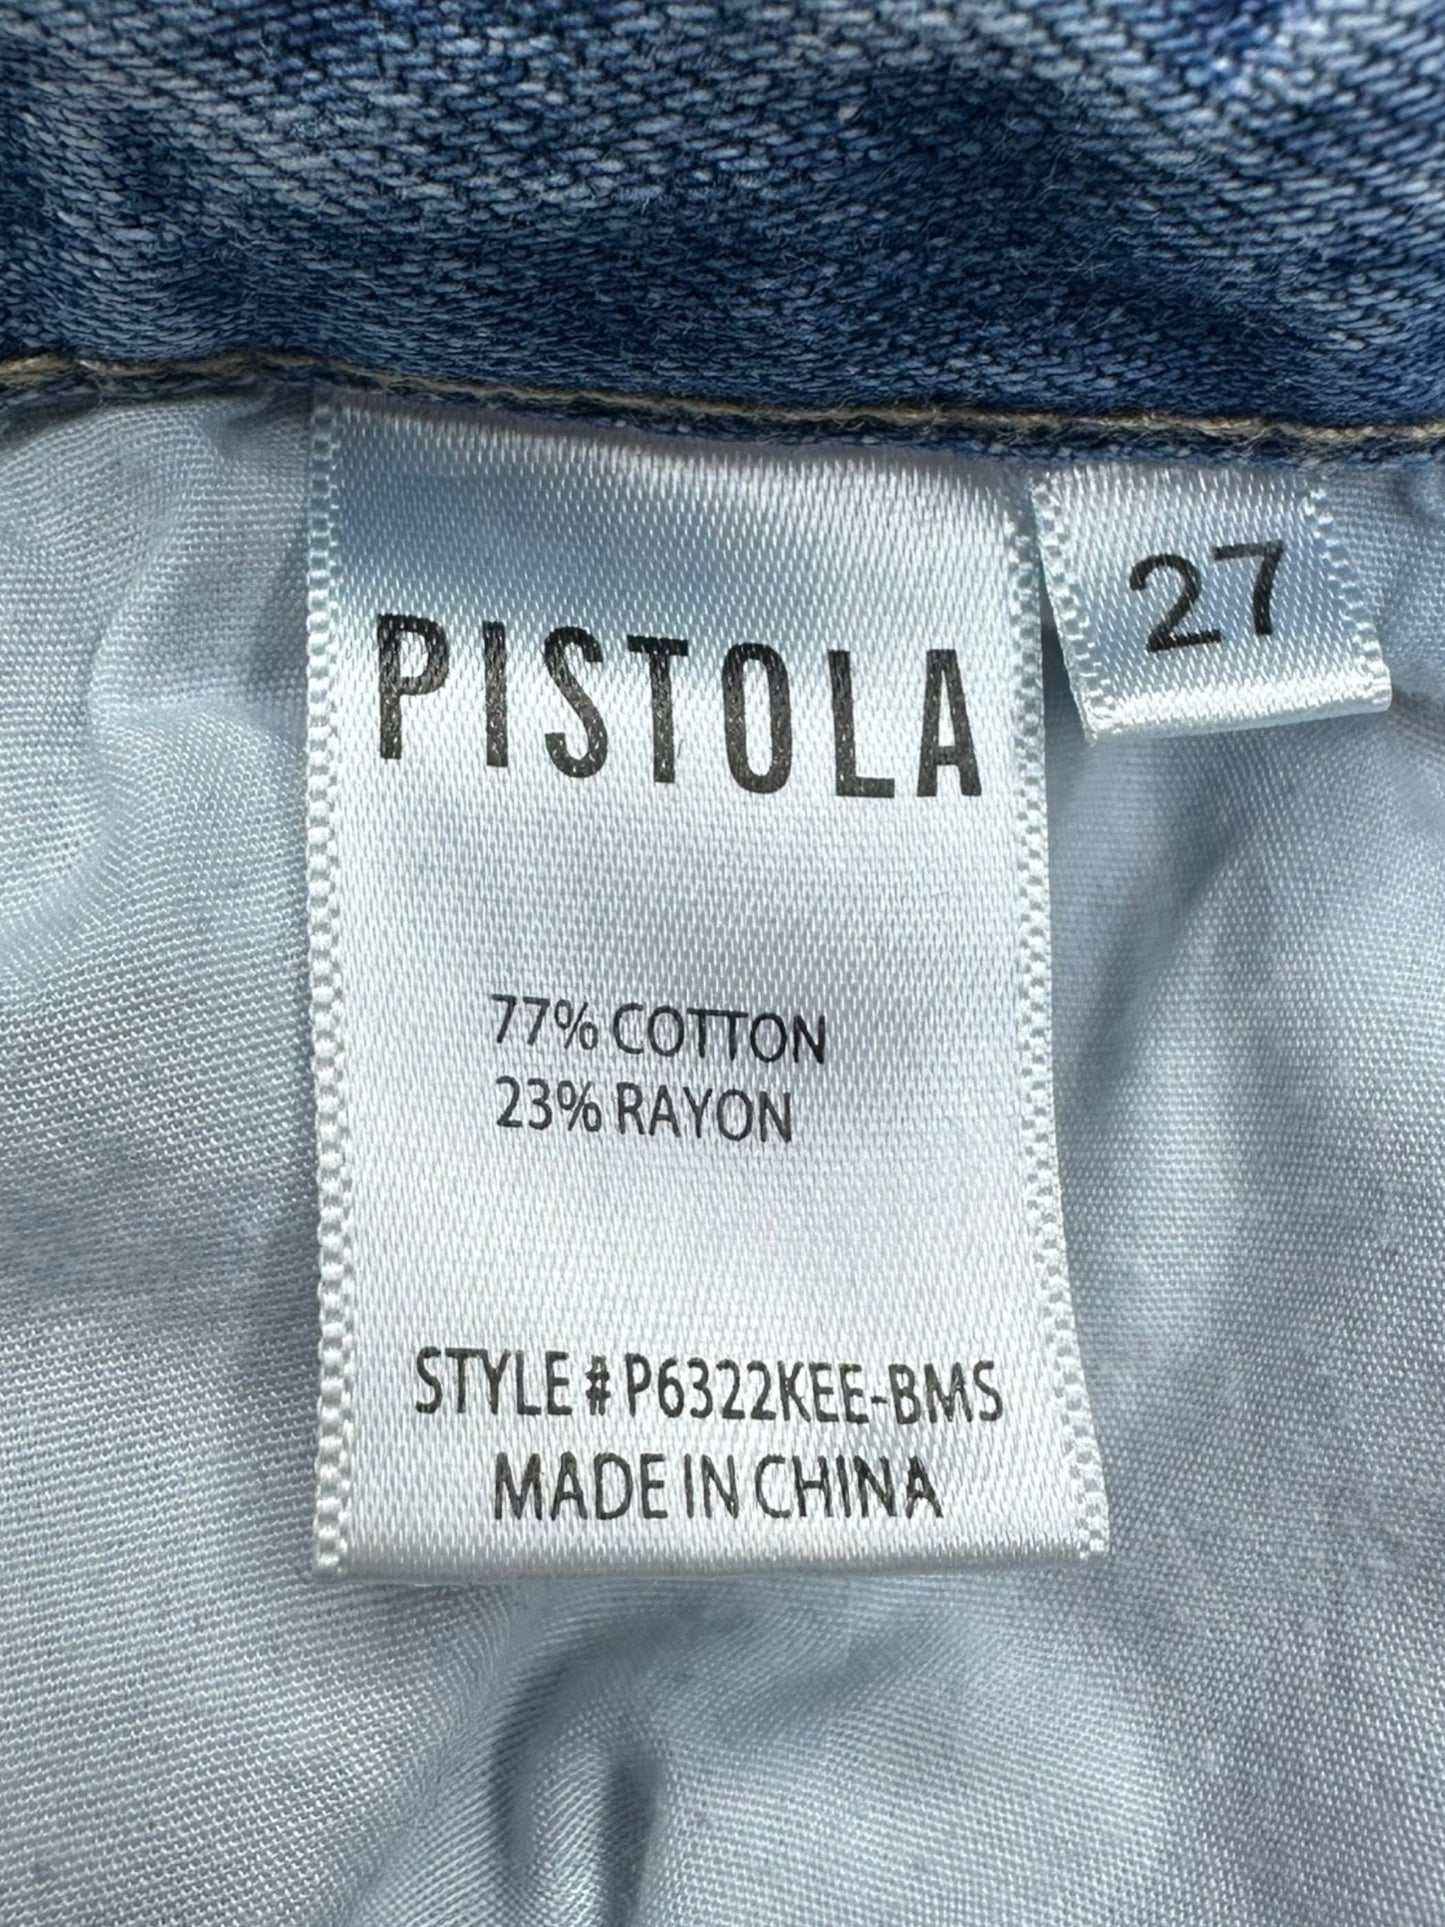 PISTOLA
27
77% COTTON
23% RAYON
STYLE # P6322KEE-BMS
MADE IN CHINA